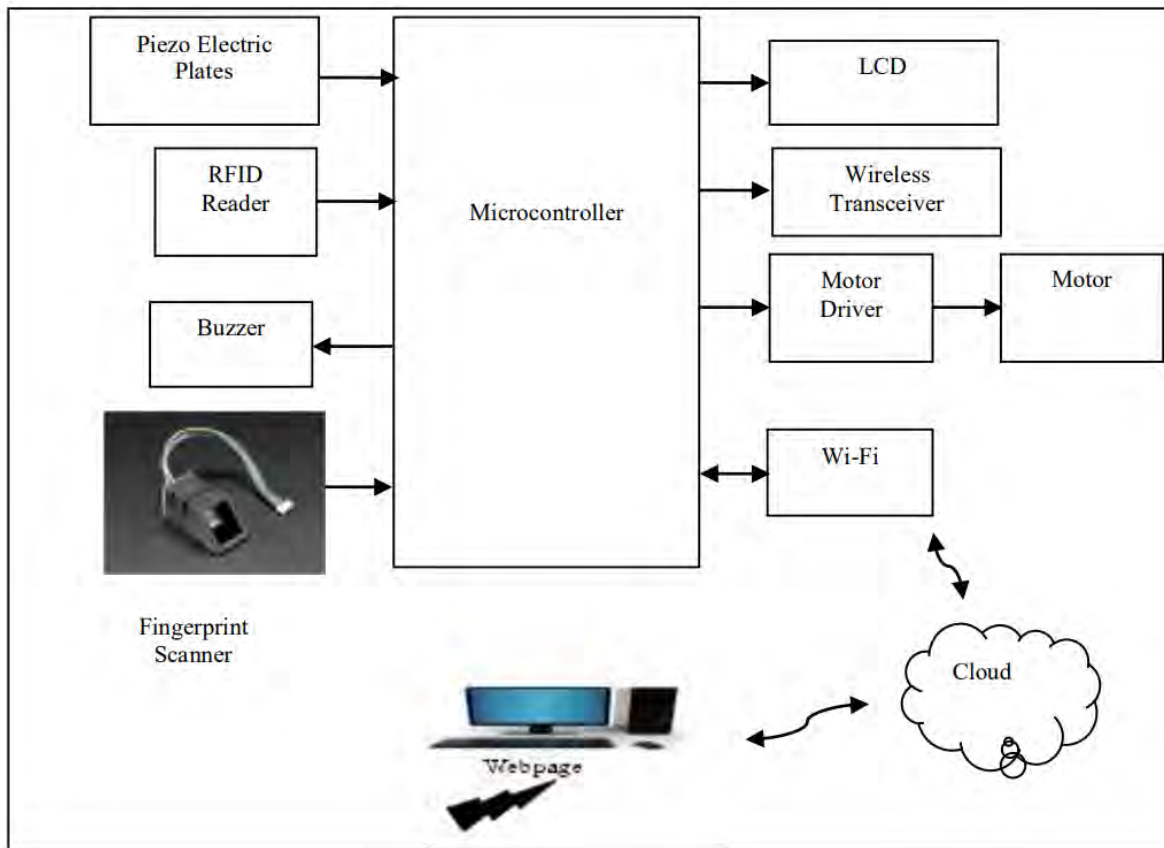 Piezo Electric
Plates
LCD
RFID
Reader
Wireless
Transceiver
Microcontroller
Motor
Driver
Motor
Buzzer
Wi-Fi
Fingerprint
Scanner
Cloud
Webpage